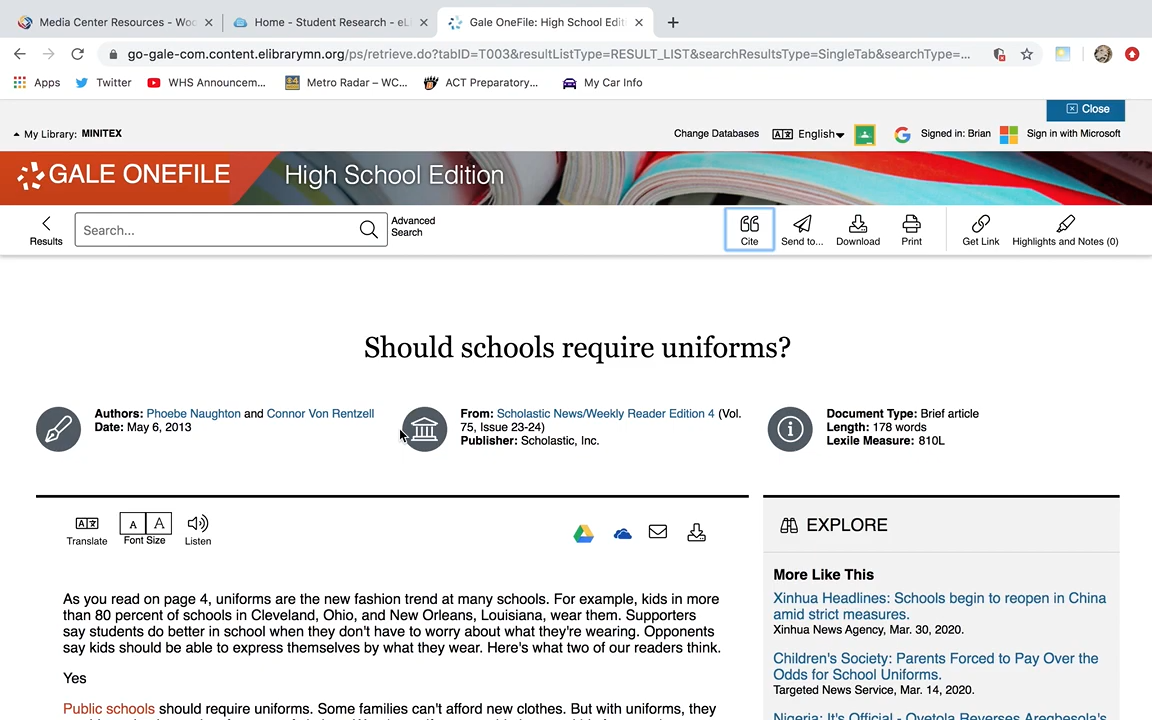 Media Center Resources - Woo
Home - Student Research - eLi
Gale OneFile: High School Editi
go-gale-com.content.elibrarymn.org/ps/retrieve.do?tabID=T003&resultListType=RESULT_LIST&searchResultsType=SingleTab&searchType=...
Apps
Twitter
WHS Announcem...
Metro Radar – WC...
ACT Preparatory...
My Car Info
Close
My Library: MINITEX
Change Databases
English
Signed in: Brian
Sign in with Microsoft
GALE ONEFILE
High School Edition
Results
Search...
Advanced
Search
Cite
Send to...
Download
Print
Get Link
Highlights and Notes (0)
Should schools require uniforms?
Authors: Phoebe Naughton and Connor Von Rentzell
Date: May 6, 2013
From: Scholastic News/Weekly Reader Edition 4 (Vol.
75, Issue 23-24)
Publisher: Scholastic, Inc.
Document Type: Brief article
Length: 178 words
Lexile Measure: 810L
Translate
A A
Font Size
Listen
As you read on page 4, uniforms are the new fashion trend at many schools. For example, kids in more
than 80 percent of schools in Cleveland, Ohio, and New Orleans, Louisiana, wear them. Supporters
say students do better in school when they don't have to worry about what they're wearing. Opponents
say kids should be able to express themselves by what they wear. Here's what two of our readers think.
Yes
Public schools should require uniforms. Some families can't afford new clothes. But with uniforms, they
EXPLORE
More Like This
Xinhua Headlines: Schools begin to reopen in China
amid strict measures.
Xinhua News Agency, Mar. 30, 2020.
Children's Society: Parents Forced to Pay Over the
Odds for School Uniforms.
Targeted News Service, Mar. 14, 2020.
Nigeria: It's Official - Oyetola Reverses Aregbesola's